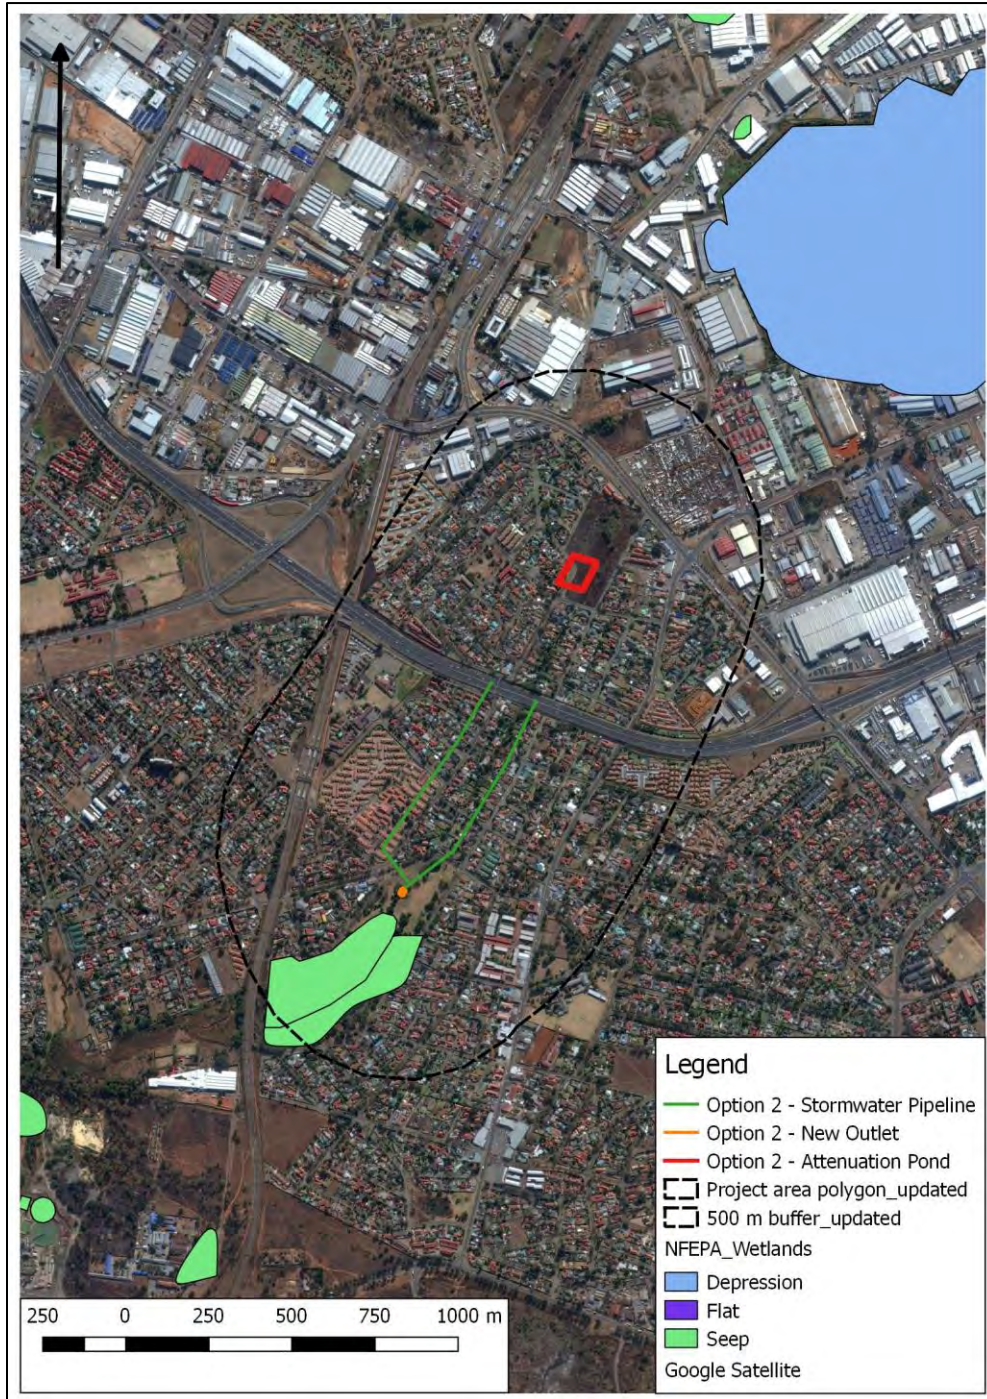 Legend
Option 2 - Stormwater Pipeline
Option 2 - New Outlet
Option 2 - Attenuation Pond
Project area polygon_updated
500 m buffer_updated
NFEPA_Wetlands
Depression
Flat
Seep
Google Satellite
250 0 250 500 750 1000 m